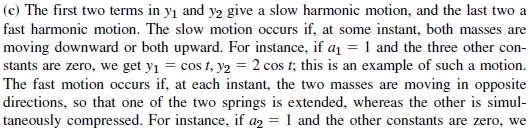 (c) The first two terms in y₁ and y₂ give a slow harmonic motion, and the last two a
fast harmonic motion. The slow motion occurs if, at some instant, both masses are
moving downward or both upward. For instance, if a₁ = 1 and the three other con-
stants are zero, we get y₁ = cos t, y₂ = 2 cos t; this is an example of such a motion.
The fast motion occurs if, at each instant, the two masses are moving in opposite
directions, so that one of the two springs is extended, whereas the other is simul-
taneously compressed. For instance, if a₂ = 1 and the other constants are zero, we